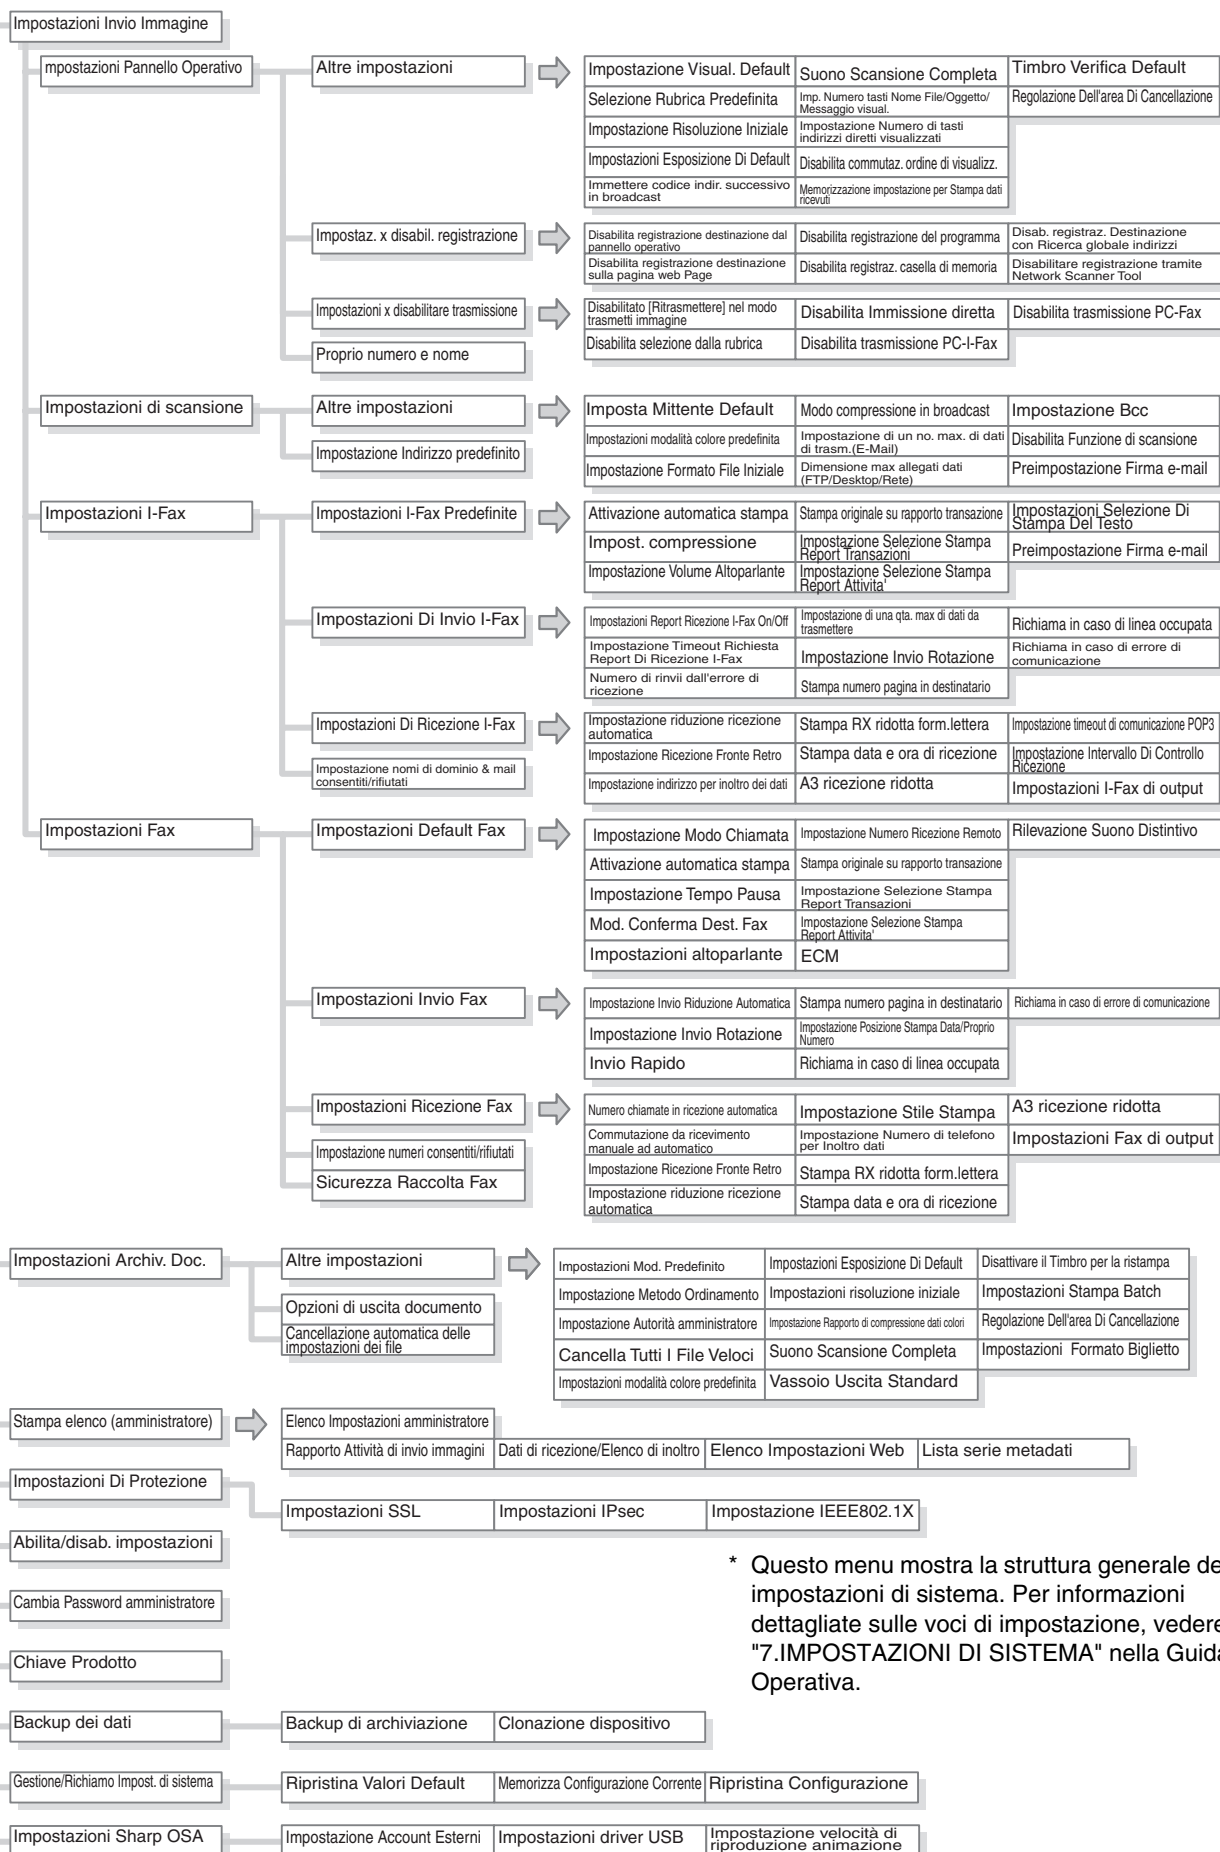 Impostazioni Invio Immagine
mpostazioni Pannello Operativo
Altre impostazioni
Impostazione Visual. Default
Suono Scansione Completa
Timbro Verifica Default
Selezione Rubrica Predefinita
Imp. Numero tasti Nome File/Oggetto/
Messaggio visual.
Regolazione Dell'area Di Cancellazione
Impostazione Risoluzione Iniziale
Impostazione Numero di tasti
indirizzi diretti visualizzati
Impostazioni Esposizione Di Default
Disabilita commutaz. ordine di visualizz.
Immettere codice indir. successivo
in broadcast
Memorizzazione impostazione per Stampa dati
ricevuti
Impostaz. x disabil. registrazione
Disabilita registrazione destinazione dal
pannello operativo
Disabilita registrazione del programma
Disab. registraz. Destinazione
con Ricerca globale indirizzi
Disabilita registrazione destinazione
sulla pagina web Page
Disabilita registraz. casella di memoria
Disabilitare registrazione tramite
Network Scanner Tool
Impostazioni x disabilitare trasmissione
Disabilitato [Ritrasmettere] nel modo
trasmetti immagine
Disabilita Immissione diretta
Disabilita trasmissione PC-Fax
Disabilita selezione dalla rubrica
Disabilita trasmissione PC-I-Fax
Proprio numero e nome
Impostazioni di scansione
Altre impostazioni
Imposta Mittente Default
Modo compressione in broadcast
Impostazione Bcc
Impostazioni modalità colore predefinita
Impostazione di un no. max. di dati
di trasm.(E-Mail)
Disabilita Funzione di scansione
Impostazione Indirizzo predefinito
Impostazione Formato File Iniziale
Dimensione max allegati dati
(FTP/Desktop/Rete)
Preimpostazione Firma e-mail
Impostazioni I-Fax
Impostazioni I-Fax Predefinite
Attivazione automatica stampa
Stampa originale su rapporto transazione
Impostazioni Selezione Di
Stampa Del Testo
Impost. compressione
Impostazione Selezione Stampa
Report Transazioni
Preimpostazione Firma e-mail
Impostazione Volume Altoparlante
Impostazione Selezione Stampa
Report Attivita'
Impostazioni Di Invio I-Fax
Impostazioni Report Ricezione I-Fax On/Off
Impostazione di una qta. max di dati da
trasmettere
Richiama in caso di linea occupata
Impostazione Timeout Richiesta
Report Di Ricezione I-Fax
Impostazione Invio Rotazione
Richiama in caso di errore di
comunicazione
Numero di rinvii dall'errore di
ricezione
Stampa numero pagina in destinatario
Impostazioni Di Ricezione I-Fax
Impostazione riduzione ricezione
automatica
Stampa RX ridotta form.lettera
Impostazione timeout di comunicazione POP3
Impostazione Ricezione Fronte Retro
Stampa data e ora di ricezione
Impostazione Intervallo Di Controllo
Ricezione
Impostazione nomi di dominio & mail
consentiti/rifiutati
Impostazione indirizzo per inoltro dei dati
A3 ricezione ridotta
Impostazioni I-Fax di output
Impostazioni Fax
Impostazioni Default Fax
Impostazione Modo Chiamata
Impostazione Numero Ricezione Remoto
Rilevazione Suono Distintivo
Attivazione automatica stampa
Stampa originale su rapporto transazione
Impostazione Tempo Pausa
Impostazione Selezione Stampa
Report Transazioni
Mod. Conferma Dest. Fax
Impostazione Selezione Stampa
Report Attivita'
Impostazioni altoparlante
ECM
Impostazioni Invio Fax
Impostazione Invio Riduzione Automatica
Stampa numero pagina in destinatario
Richiama in caso di errore di comunicazione
Impostazione Invio Rotazione
Impostazione Posizione Stampa Data/Proprio
Numero
Invio Rapido
Richiama in caso di linea occupata
Impostazioni Ricezione Fax
Numero chiamate in ricezione automatica
Impostazione Stile Stampa
A3 ricezione ridotta
Commutazione da ricevimento
manuale ad automatico
Impostazione Numero di telefono
per Inoltro dati
Impostazioni Fax di output
Impostazione numeri consentiti/rifiutati
Impostazione Ricezione Fronte Retro
Stampa RX ridotta form.lettera
Sicurezza Raccolta Fax
Impostazione riduzione ricezione
automatica
Stampa data e ora di ricezione
Impostazioni Archiv. Doc.
Altre impostazioni
Impostazioni Mod. Predefinito
Impostazioni Esposizione Di Default
Disattivare il Timbro per la ristampa
Opzioni di uscita documento
Impostazione Metodo Ordinamento
Impostazioni risoluzione iniziale
Impostazioni Stampa Batch
Cancellazione automatica delle
impostazioni dei file
Impostazione Autorità amministratore
Impostazione Rapporto di compressione dati colori
Regolazione Dell'area Di Cancellazione
Cancella Tutti I File Veloci
Suono Scansione Completa
Impostazioni Formato Biglietto
Impostazioni modalità colore predefinita
Vassoio Uscita Standard
Stampa elenco (amministratore)
Elenco Impostazioni amministratore
Rapporto Attività di invio immagini
Dati di ricezione/Elenco di inoltro
Elenco Impostazioni Web
Lista serie metadati
Impostazioni Di Protezione
Impostazioni SSL
Impostazioni IPsec
Impostazione IEEE802.1X
Abilita/disab. impostazioni
* Questo menu mostra la struttura generale de
impostazioni di sistema. Per informazioni
dettagliate sulle voci di impostazione, vedere
"7.IMPOSTAZIONI DI SISTEMA" nella Guida
Operativa.
Cambia Password amministratore
Chiave Prodotto
Backup dei dati
Backup di archiviazione
Clonazione dispositivo
Gestione/Richiamo Impost. di sistema
Ripristina Valori Default
Memorizza Configurazione Corrente
Ripristina Configurazione
Impostazioni Sharp OSA
Impostazione Account Esterni
Impostazioni driver USB
Impostazione velocità di
riproduzione animazione